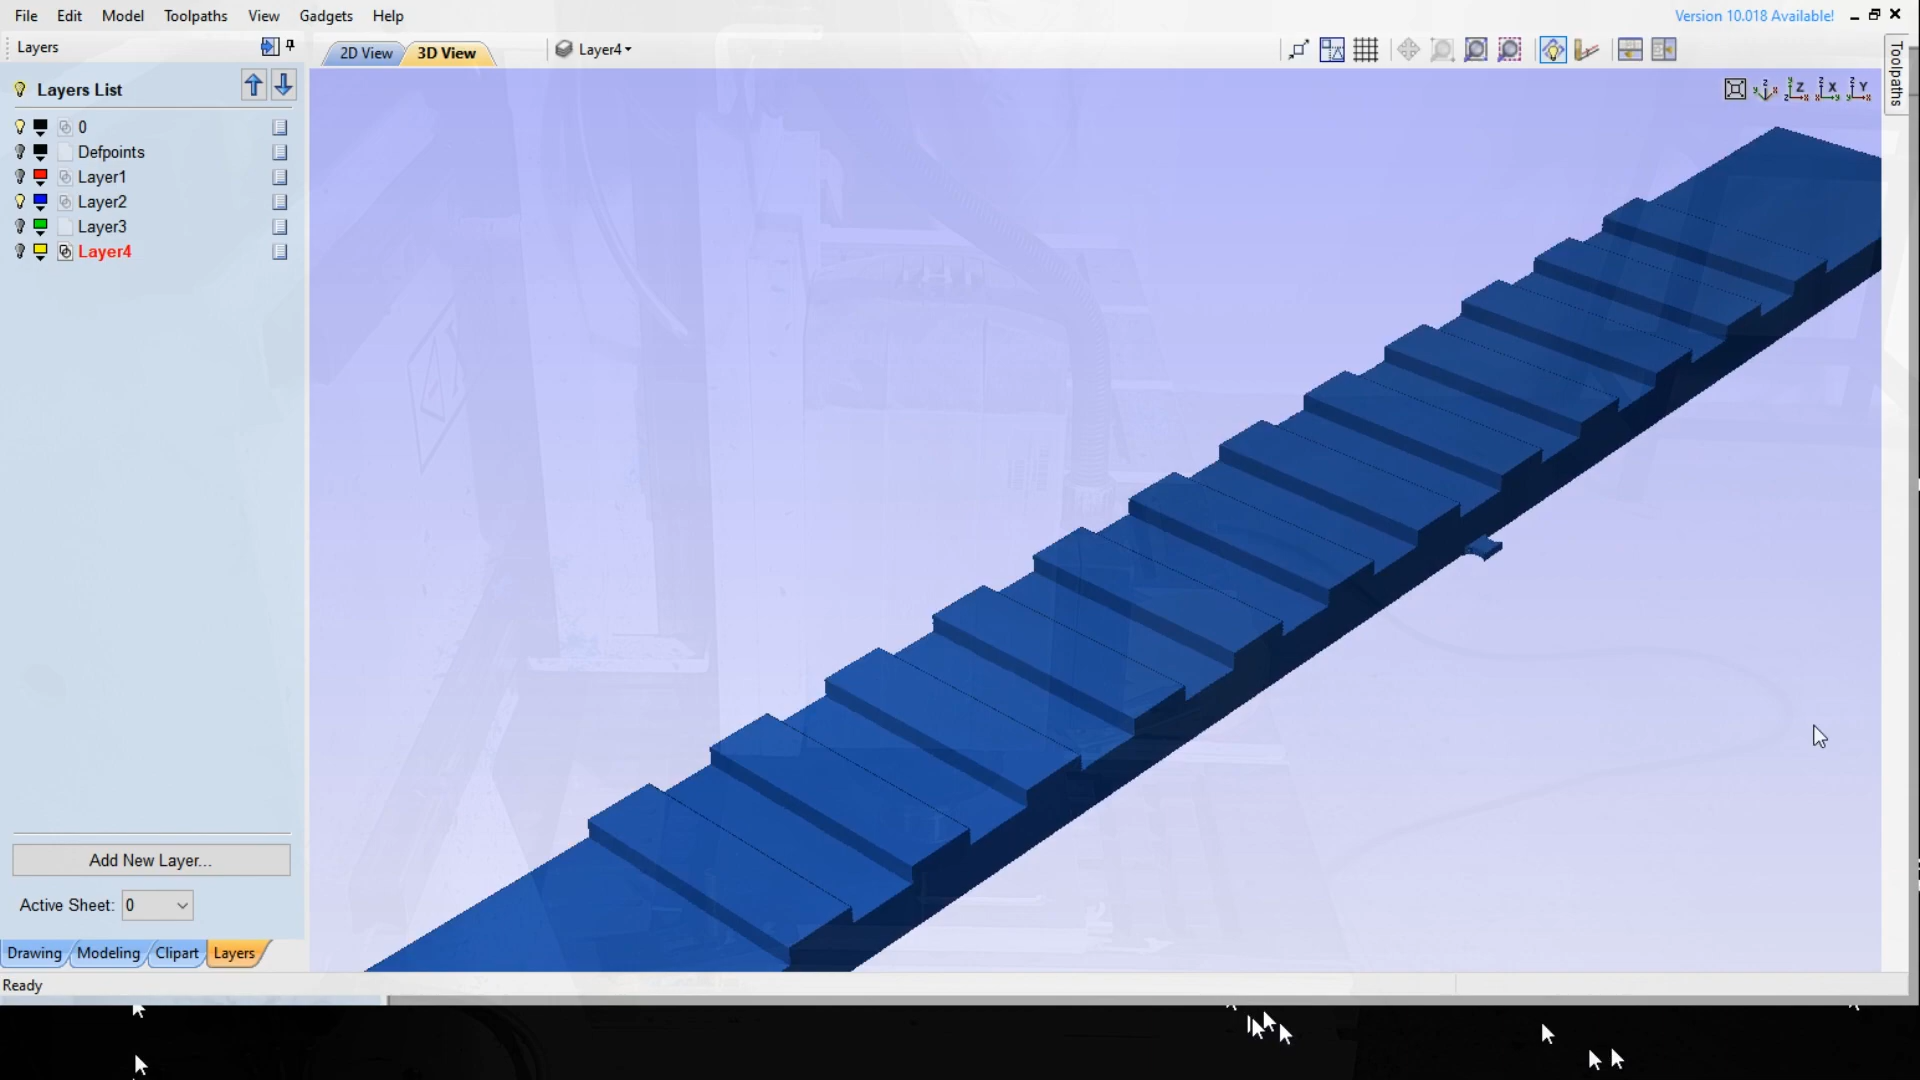 File Edit Model Toolpaths View Gadgets Help
Version 10.018 Available!
Layers
2D View 3D View Layer4
Toolpaths
Layers List
Z X Y
0
Defpoints
Layer1
Layer2
Layer3
Layer4
Add New Layer...
Active Sheet: 0
Drawing Modeling Clipart Layers
Ready